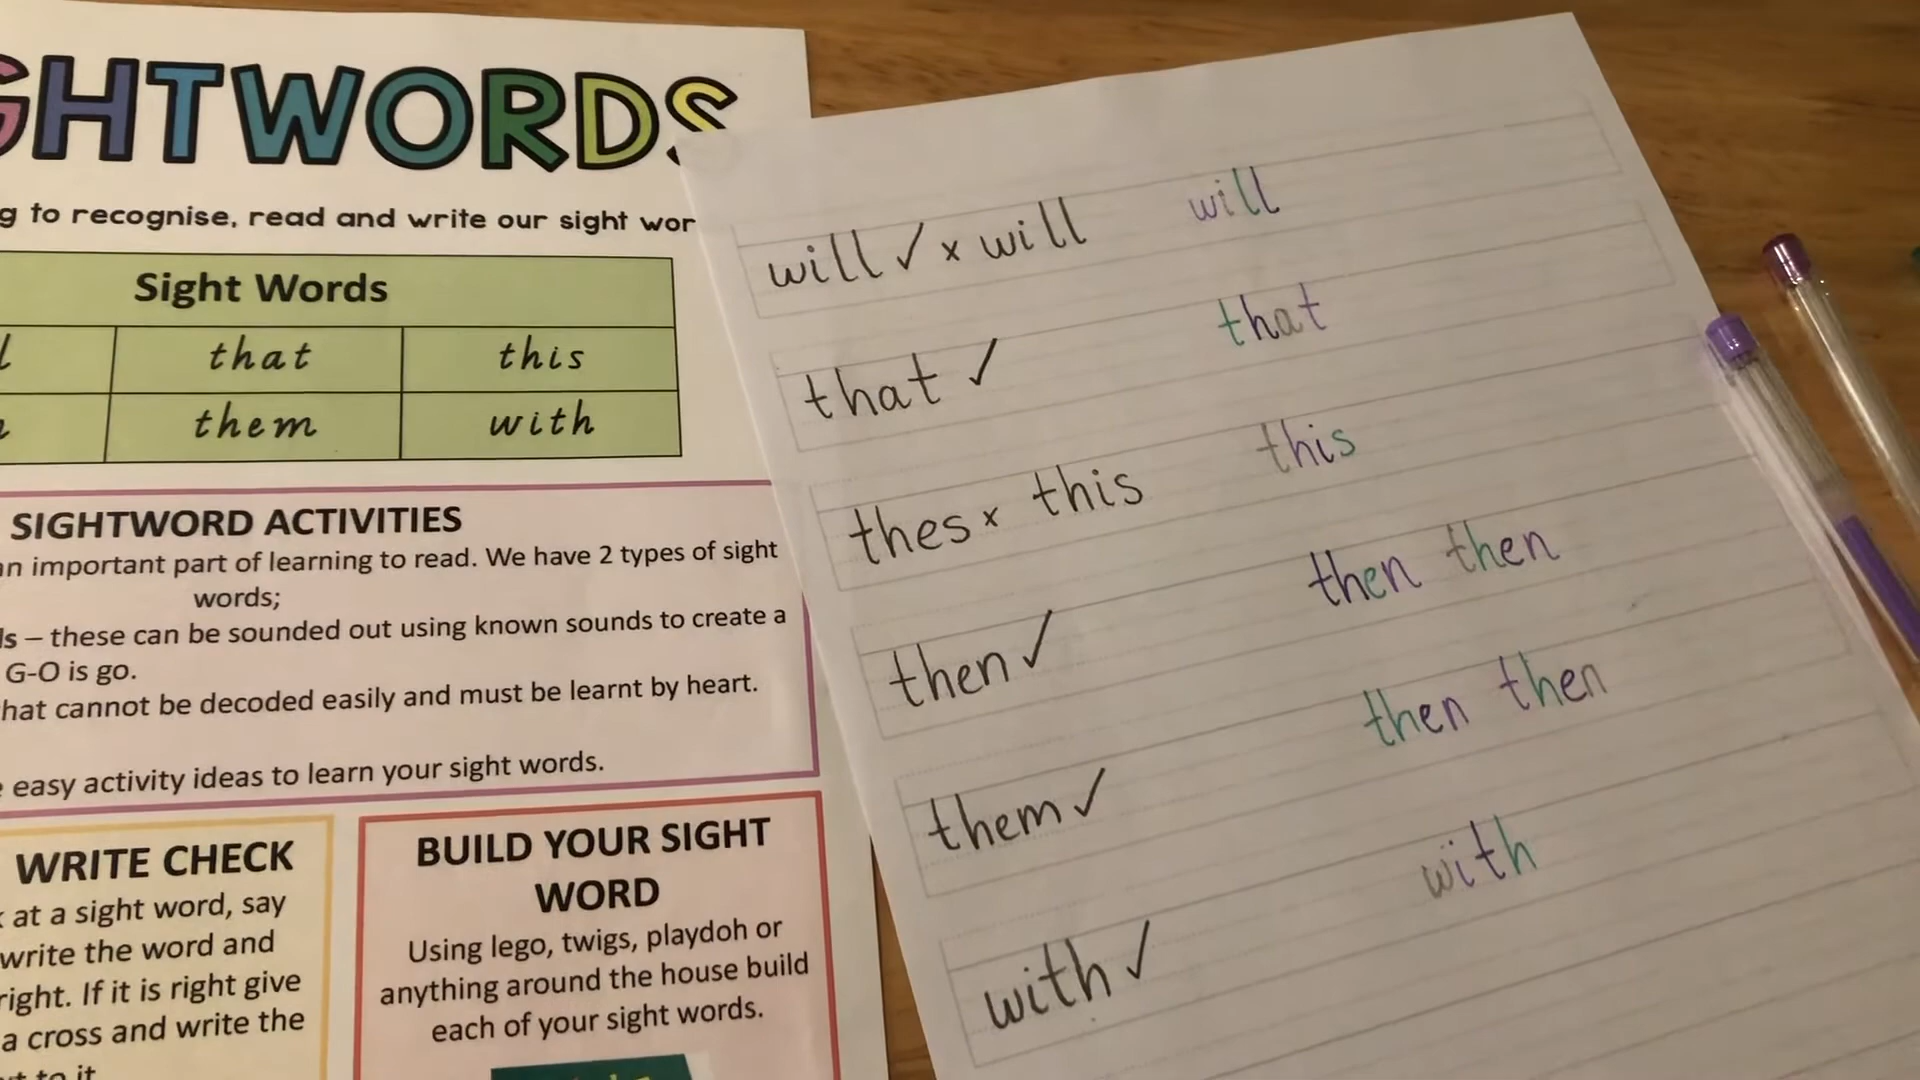 GHTWORDS
g to recognise, read and write our sight wor
Sight Words
l that this
them with
SIGHTWORD ACTIVITIES
an important part of learning to read. We have 2 types of sight
words;
ls – these can be sounded out using known sounds to create a
G-O is go.
hat cannot be decoded easily and must be learnt by heart.
easy activity ideas to learn your sight words.
WRITE CHECK
at a sight word, say
write the word and
right. If it is right give
a cross and write the
to it
BUILD YOUR SIGHT
WORD
Using lego, twigs, playdoh or
anything around the house build
each of your sight words.
will ✓ x will will
that ✓ that
thes x this this
then ✓ then then
them ✓ then then
with ✓ with